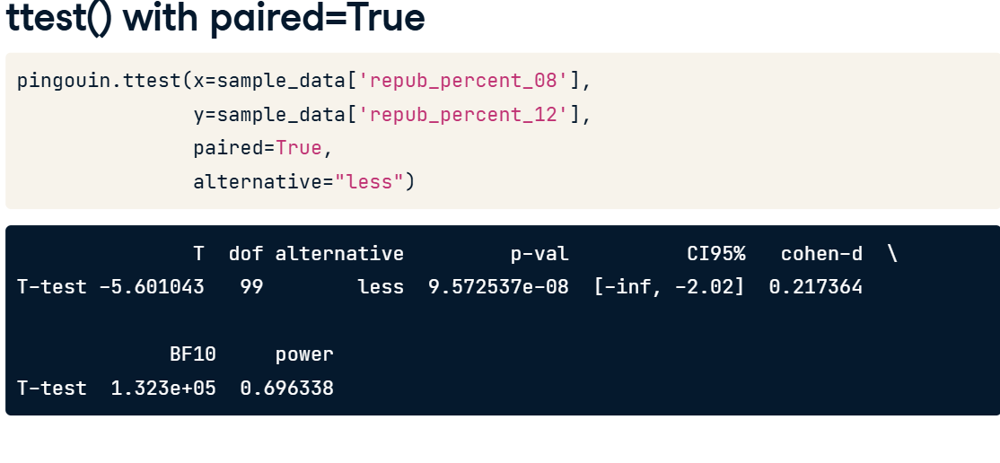 ttest() with paired=True
pingouin.ttest(x=sample_data['repub_percent_08'],
y=sample_data['repub_percent_12'],
paired=True,
alternative="less")
T dof alternative p-val CI95% cohen-d \
T-test -5.601043 99 less 9.572537e-08 [-inf, -2.02] 0.217364
BF10 power
T-test 1.323e+05 0.696338